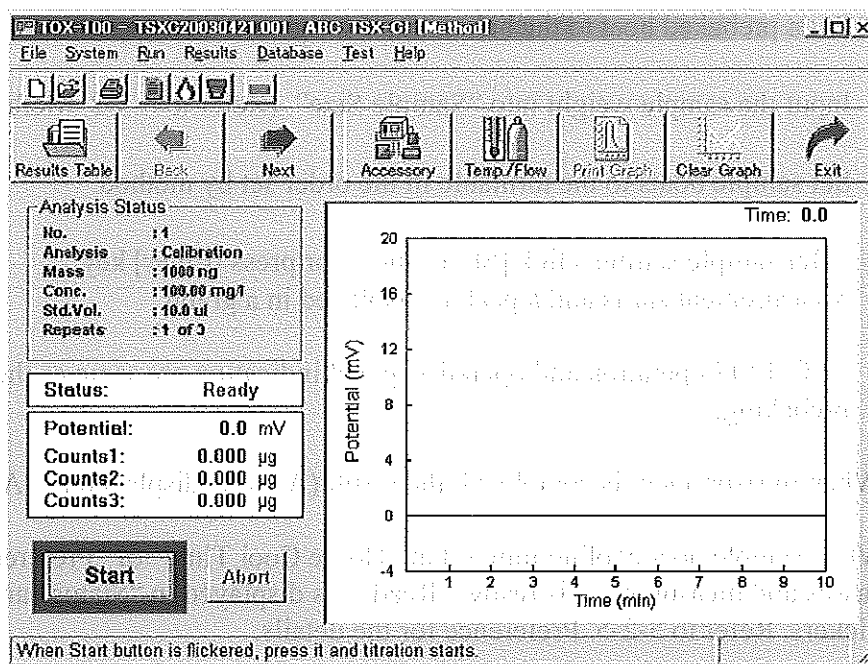 TOX-100 - TSXG20030421.001 ABG TSX-G1 [Method]
File System Run Results Database Test Help
Results Table Back Next Accessory Temp./Flow Print Graph Clear Graph Exit
Analysis Status
No. : 1
Analysis : Calibration
Mass : 1000 ng
Conc. : 100.00 mg/l
Std.Vol. : 10.0 ul
Repeats : 1 of 3
Status: Ready
Potential: 0.0 mV
Counts1: 0.000 µg
Counts2: 0.000 µg
Counts3: 0.000 µg
Start Abort
Time: 0.0
Potential (mV)
20
16
12
8
4
0
-4
1 2 3 4 5 6 7 8 9 10
Time (min)
When Start button is flickered, press it and titration starts.